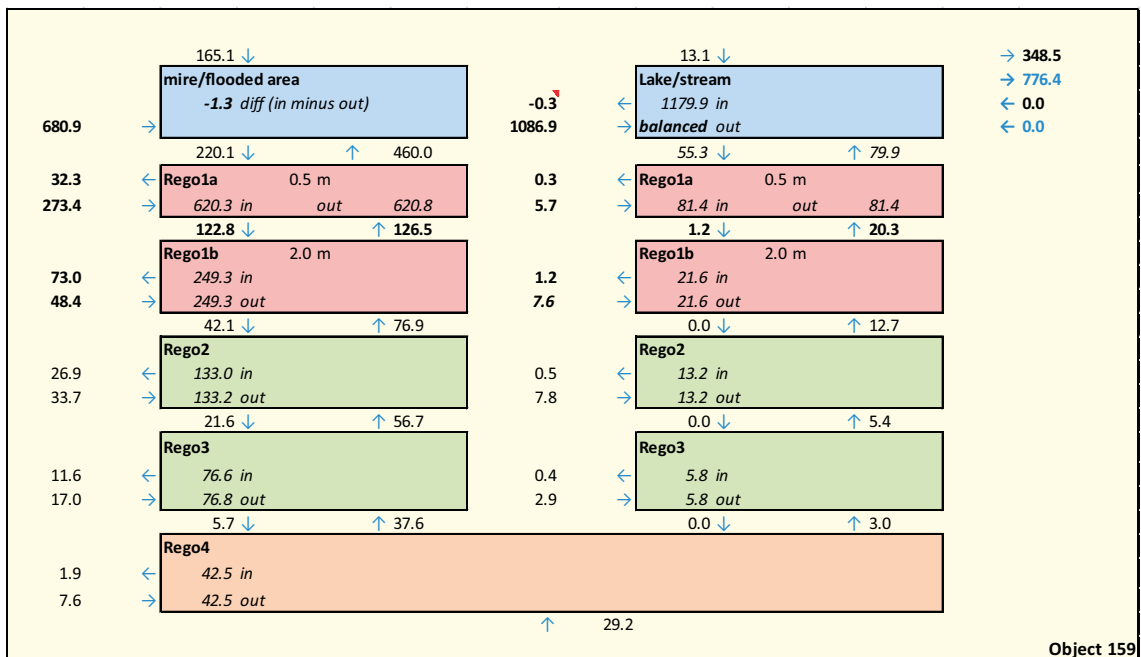 165.1 ↓ 13.1 ↓ → 348.5
mire/flooded area Lake/stream → 776.4
-1.3 diff (in minus out) -0.3 ← 1179.9 in ← 0.0
680.9 → 1086.9 → balanced out ← 0.0
220.1 ↓ ↑ 460.0 55.3 ↓ ↑ 79.9
32.3 ← Rego1a 0.5 m 0.3 ← Rego1a 0.5 m
273.4 → 620.3 in out 620.8 5.7 → 81.4 in out 81.4
122.8 ↓ ↑ 126.5 1.2 ↓ ↑ 20.3
Rego1b 2.0 m Rego1b 2.0 m
73.0 ← 249.3 in 1.2 ← 21.6 in
48.4 → 249.3 out 7.6 → 21.6 out
42.1 ↓ ↑ 76.9 0.0 ↓ ↑ 12.7
Rego2 Rego2
26.9 ← 133.0 in 0.5 ← 13.2 in
33.7 → 133.2 out 7.8 → 13.2 out
21.6 ↓ ↑ 56.7 0.0 ↓ ↑ 5.4
Rego3 Rego3
11.6 ← 76.6 in 0.4 ← 5.8 in
17.0 → 76.8 out 2.9 → 5.8 out
5.7 ↓ ↑ 37.6 0.0 ↓ ↑ 3.0
Rego4
1.9 ← 42.5 in
7.6 → 42.5 out
↑ 29.2
Object 159